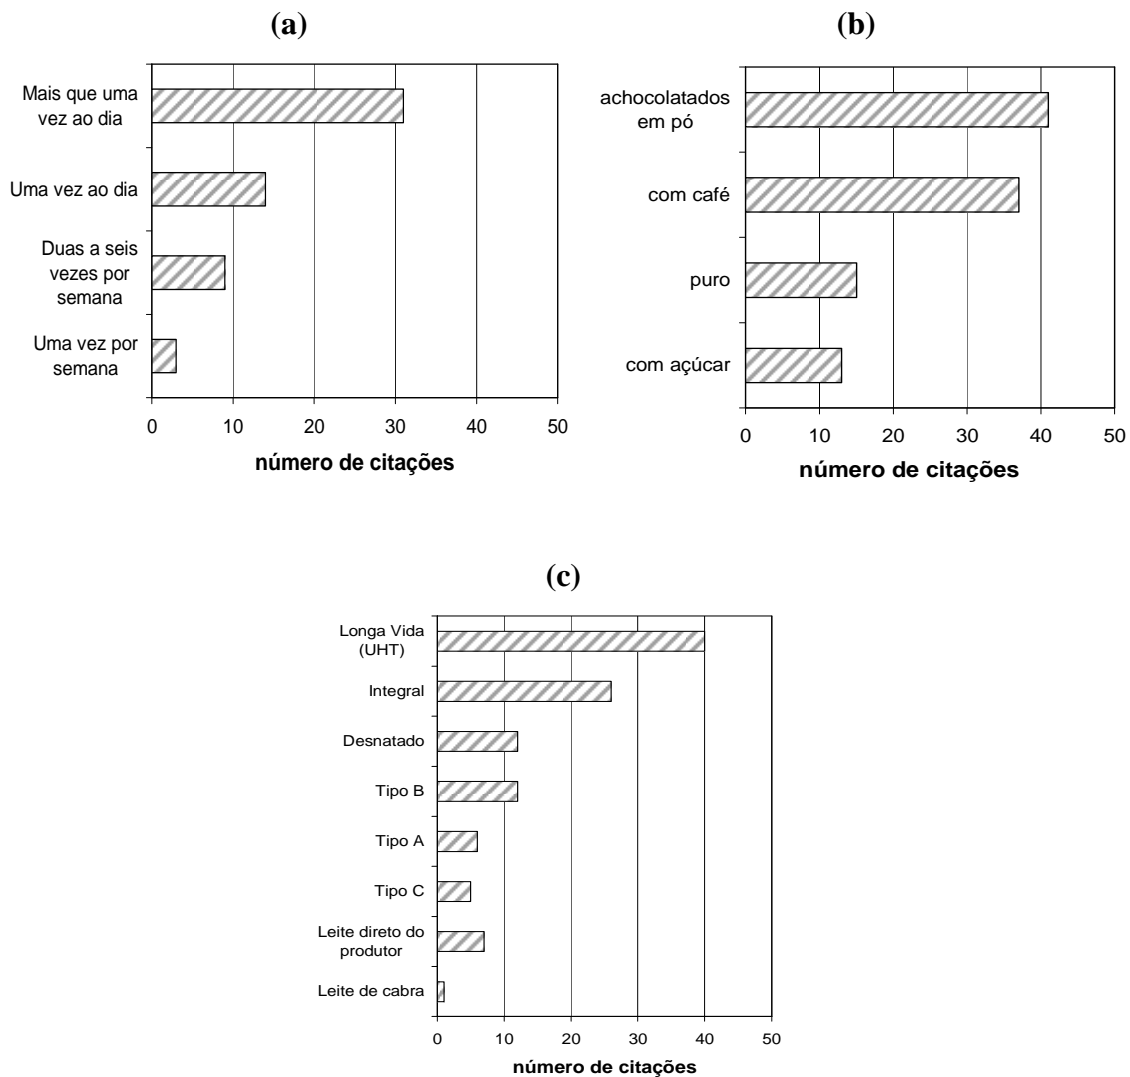 (a)
Mais que uma
vez ao dia
Uma vez ao dia
Duas a seis
vezes por
semana
Uma vez por
semana
0 10 20 30 40 50
número de citações
(b)
achocolatados
em pó
com café
puro
com açúcar
0 10 20 30 40 50
número de citações
(c)
Longa Vida
(UHT)
Integral
Desnatado
Tipo B
Tipo A
Tipo C
Leite direto do
produtor
Leite de cabra
0 10 20 30 40 50
número de citações